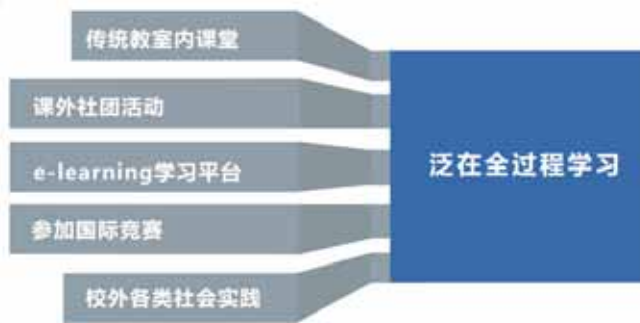 传统教室内课堂
课外社团活动
e-learning学习平台
泛在全过程学习
参加国际竞赛
校外各类社会实践